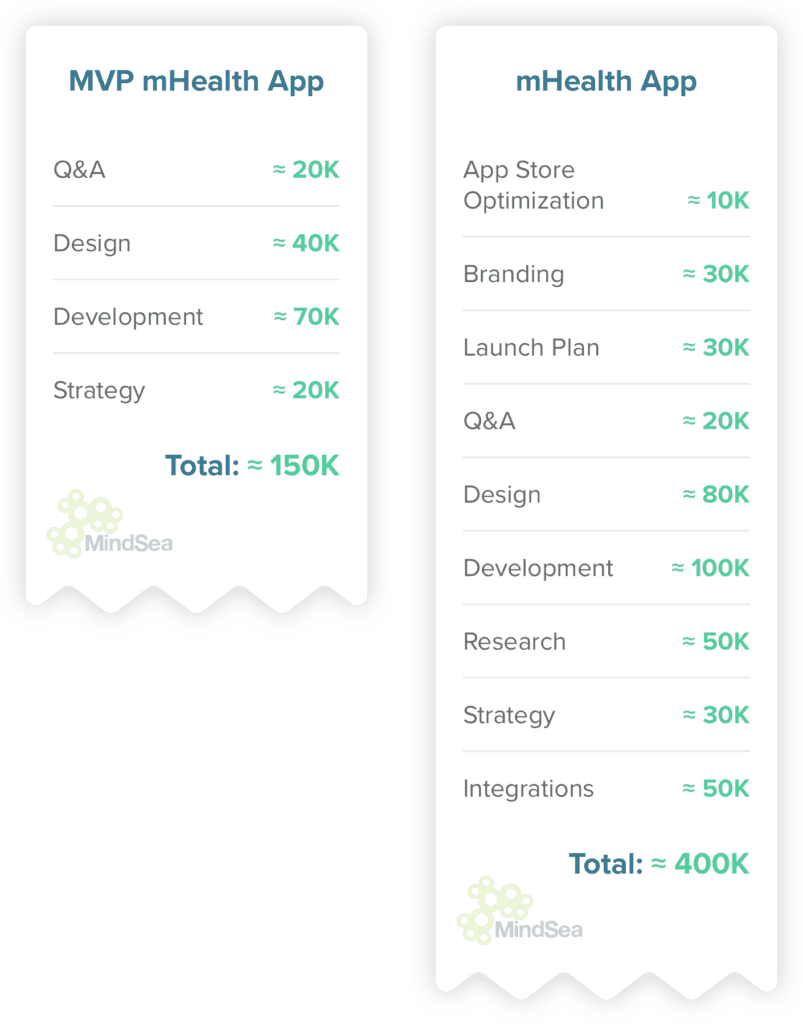 MVP mHealth App
Q&A ≈ 20K
Design ≈ 40K
Development ≈ 70K
Strategy ≈ 20K
Total: ≈ 150K
MindSea
mHealth App
App Store
Optimization ≈ 10K
Branding ≈ 30K
Launch Plan ≈ 30K
Q&A ≈ 20K
Design ≈ 80K
Development ≈ 100K
Research ≈ 50K
Strategy ≈ 30K
Integrations ≈ 50K
Total: ≈ 400K
MindSea